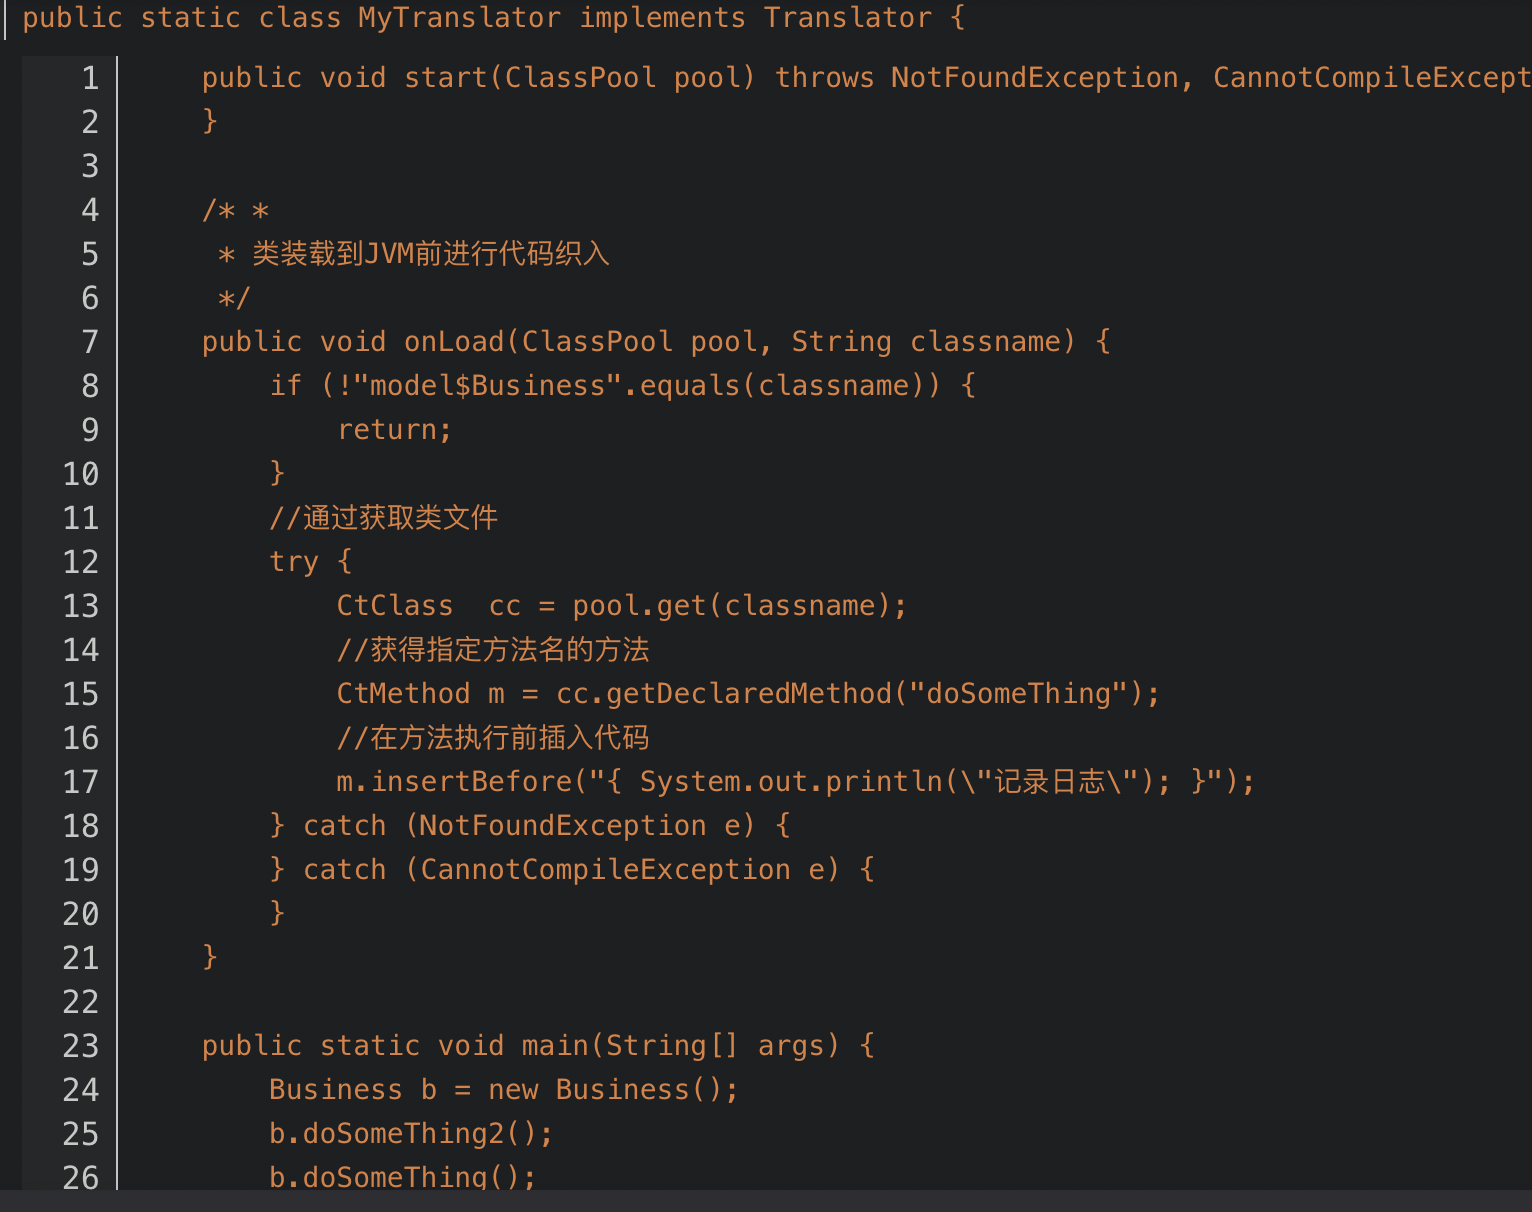 public static class MyTranslator implements Translator {
1 public void start(ClassPool pool) throws NotFoundException, CannotCompileExcept
2 }
3
4 /* *
5 * 类装载到JVM前进行代码织入
6 */
7 public void onLoad(ClassPool pool, String classname) {
8 if (!"model$Business".equals(classname)) {
9 return;
10 }
11 //通过获取类文件
12 try {
13 CtClass  cc = pool.get(classname);
14 //获得指定方法名的方法
15 CtMethod m = cc.getDeclaredMethod("doSomeThing");
16 //在方法执行前插入代码
17 m.insertBefore("{ System.out.println(\"记录日志\"); }");
18 } catch (NotFoundException e) {
19 } catch (CannotCompileException e) {
20 }
21 }
22
23 public static void main(String[] args) {
24 Business b = new Business();
25 b.doSomeThing2();
26 b.doSomeThing();